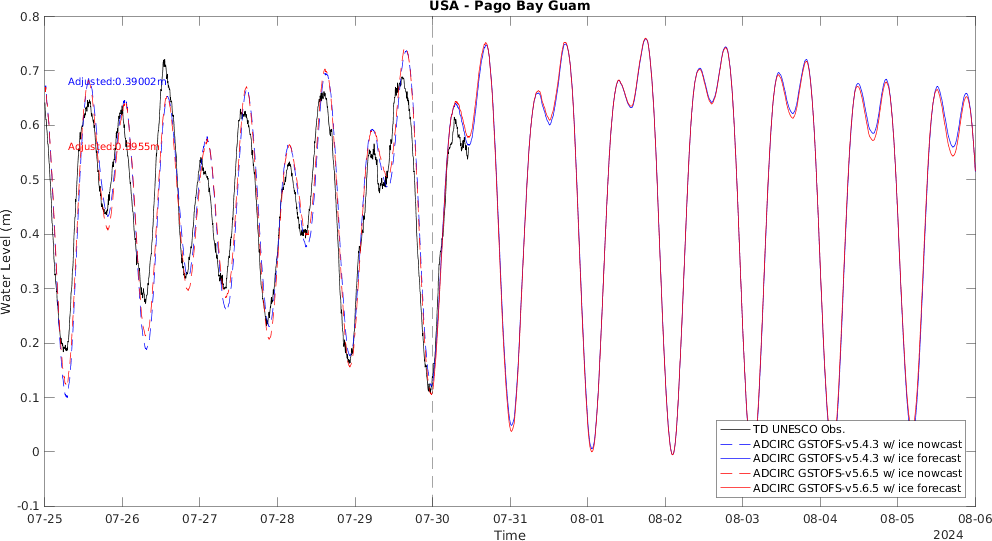 USA - Pago Bay Guam
0.8
0.7
0.6
0.5
0.4
0.3
0.2
0.1
0
-0.1
Water Level (m)
Adjusted:0.39002m
07-25
07-26
07-27
07-28
07-29
07-30
07-31
08-01
08-02
08-03
08-04
08-05
08-06
Time
2024
TD UNESCO Obs.
ADCIRC GSTOFS-v5.4.3 w/ ice nowcast
ADCIRC GSTOFS-v5.4.3 w/ ice forecast
ADCIRC GSTOFS-v5.6.5 w/ ice nowcast
ADCIRC GSTOFS-v5.6.5 w/ ice forecast